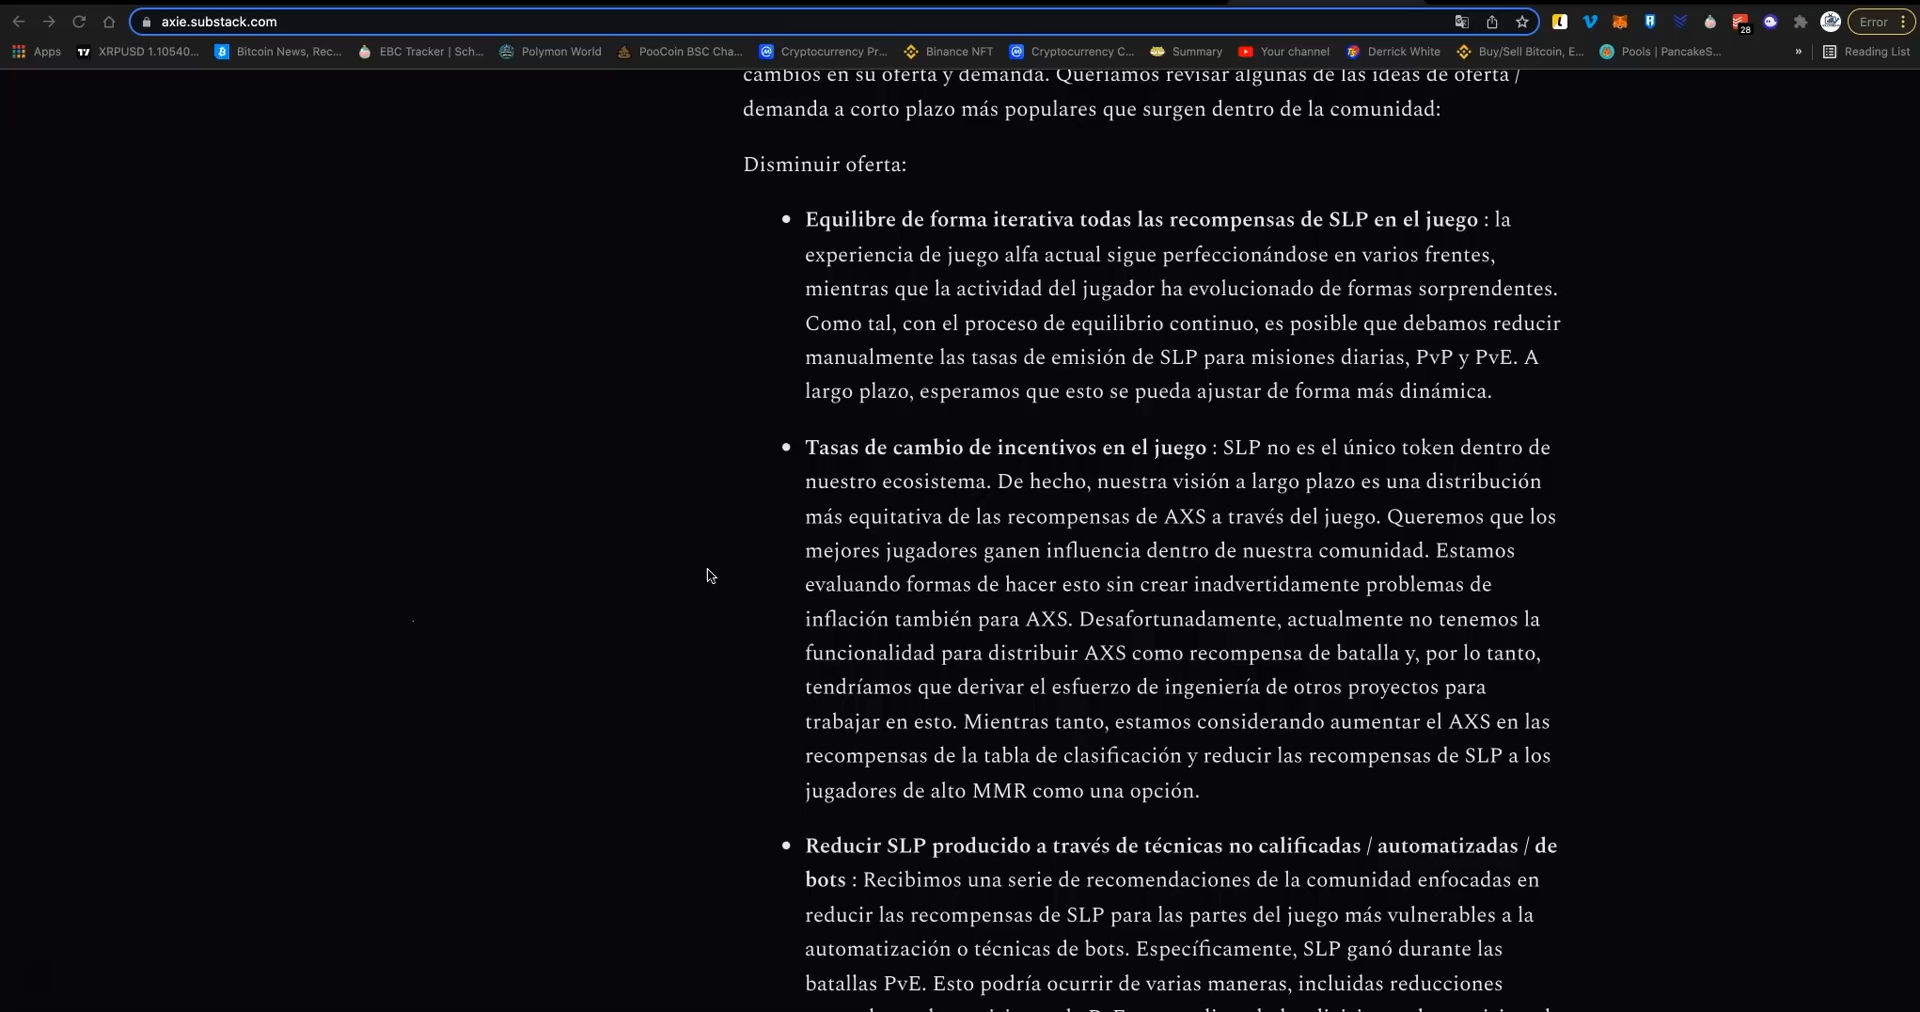 axie.substack.com
Error
28
Apps
XRPUSD 1.10540...
Bitcoin News, Rec...
EBC Tracker | Sch...
Polymon World
PooCoin BSC Cha...
Cryptocurrency Pr...
Binance NFT
Cryptocurrency C...
Summary
Your channel
Derrick White
Buy/Sell Bitcoin, E...
Pools | PancakeS...
»
Reading List
cambios en su oferta y demanda. Queríamos revisar algunas de las ideas de oferta /
demanda a corto plazo más populares que surgen dentro de la comunidad:
Disminuir oferta:
• Equilibre de forma iterativa todas las recompensas de SLP en el juego : la
experiencia de juego alfa actual sigue perfeccionándose en varios frentes,
mientras que la actividad del jugador ha evolucionado de formas sorprendentes.
Como tal, con el proceso de equilibrio continuo, es posible que debamos reducir
manualmente las tasas de emisión de SLP para misiones diarias, PvP y PvE. A
largo plazo, esperamos que esto se pueda ajustar de forma más dinámica.
• Tasas de cambio de incentivos en el juego : SLP no es el único token dentro de
nuestro ecosistema. De hecho, nuestra visión a largo plazo es una distribución
más equitativa de las recompensas de AXS a través del juego. Queremos que los
mejores jugadores ganen influencia dentro de nuestra comunidad. Estamos
evaluando formas de hacer esto sin crear inadvertidamente problemas de
inflación también para AXS. Desafortunadamente, actualmente no tenemos la
funcionalidad para distribuir AXS como recompensa de batalla y, por lo tanto,
tendríamos que derivar el esfuerzo de ingeniería de otros proyectos para
trabajar en esto. Mientras tanto, estamos considerando aumentar el AXS en las
recompensas de la tabla de clasificación y reducir las recompensas de SLP a los
jugadores de alto MMR como una opción.
• Reducir SLP producido a través de técnicas no calificadas / automatizadas / de
bots : Recibimos una serie de recomendaciones de la comunidad enfocadas en
reducir las recompensas de SLP para las partes del juego más vulnerables a la
automatización o técnicas de bots. Específicamente, SLP ganó durante las
batallas PvE. Esto podría ocurrir de varias maneras, incluidas reducciones